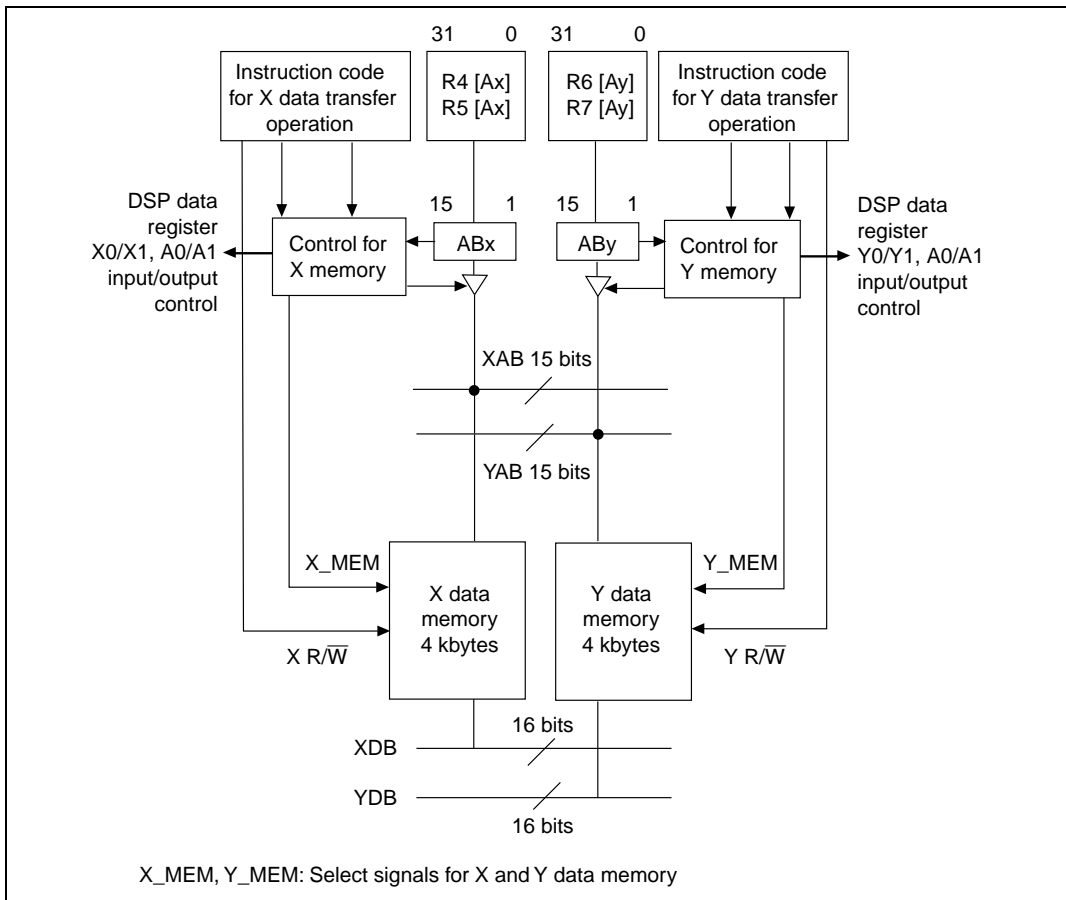 31 0 31 0
Instruction code
for X data transfer
operation
R4 [Ax]
R5 [Ax]
R6 [Ay]
R7 [Ay]
Instruction code
for Y data transfer
operation
DSP data
register
X0/X1, A0/A1
input/output
control
Control for
X memory
15 1
ABx
15 1
ABy
Control for
Y memory
DSP data
register
Y0/Y1, A0/A1
input/output
control
XAB 15 bits
YAB 15 bits
X_MEM
X R/W̅
X data
memory
4 kbytes
Y data
memory
4 kbytes
Y_MEM
Y R/W̅
16 bits
XDB
YDB
16 bits
X_MEM, Y_MEM: Select signals for X and Y data memory